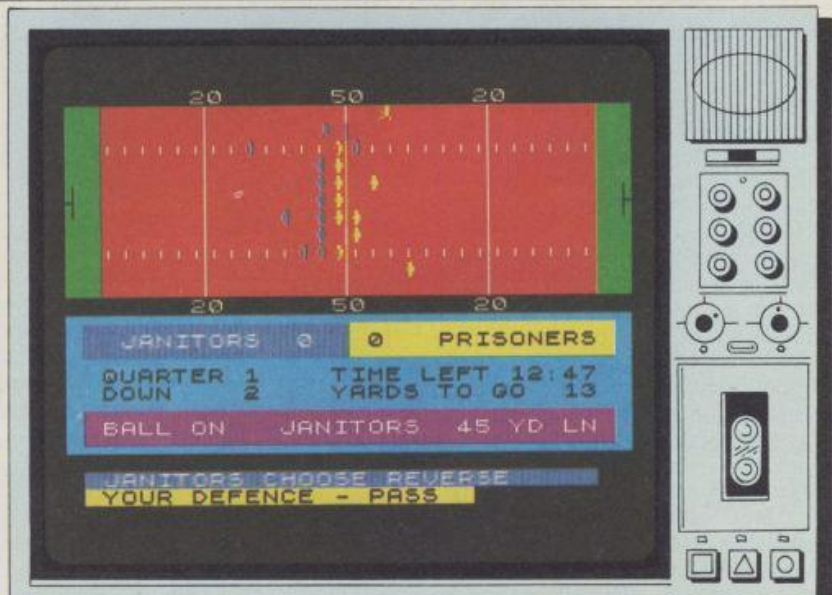 20 50 20
20 50 20
JANITORS 0 0 PRISONERS
QUARTER 1 TIME LEFT 12:47
DOWN 2 YARDS TO GO 13
BALL ON JANITORS 45 YD LN
JANITORS CHOOSE REVERSE
YOUR DEFENCE - PASS